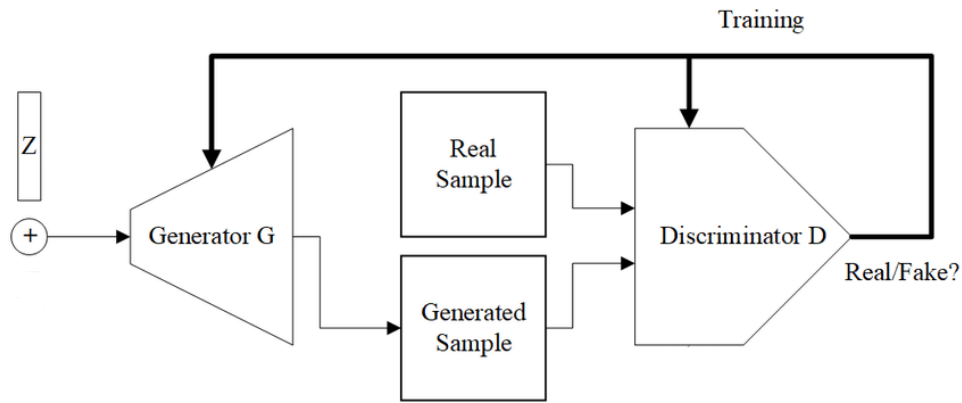 Training
Z
+
Generator G
Real
Sample
Generated
Sample
Discriminator D
Real/Fake?